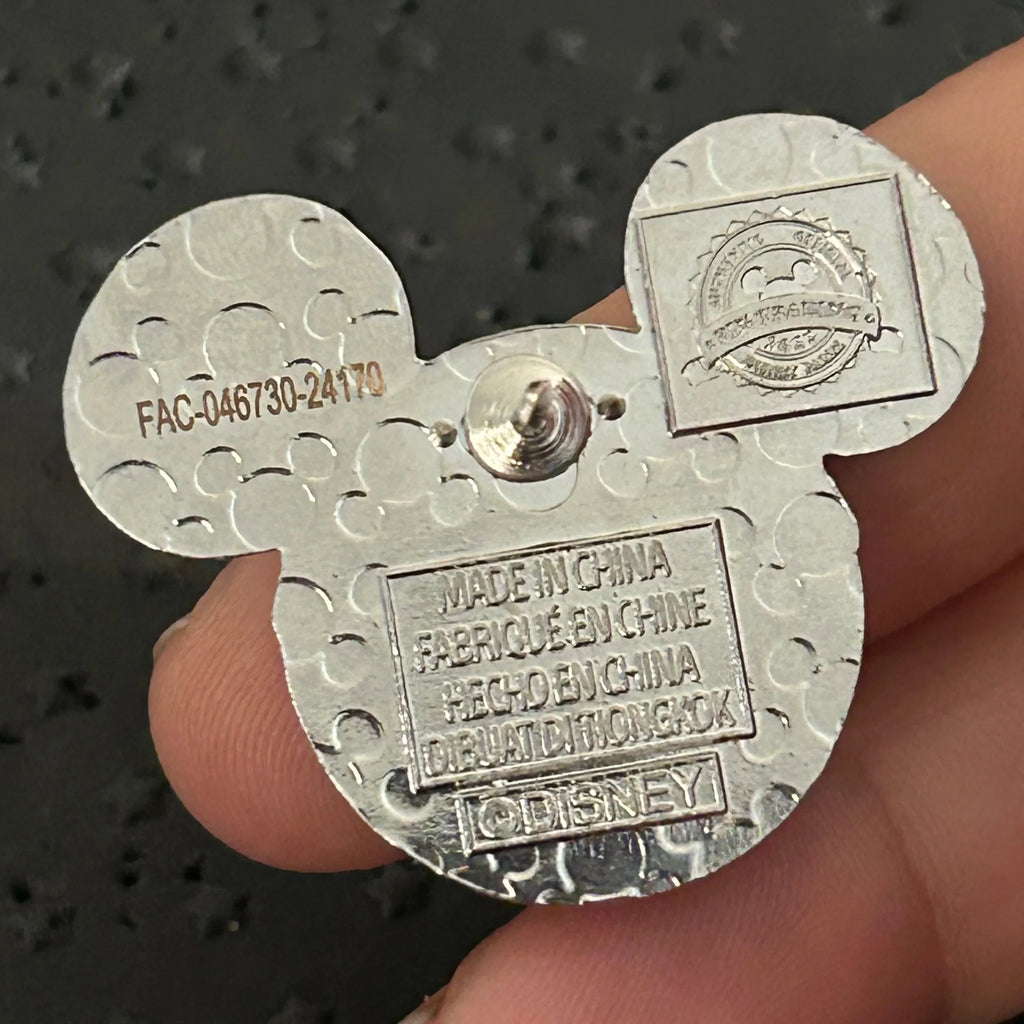 FAC-046730-24170
MADE IN CHINA
FABRIQUÉ EN CHINE
HECHO EN CHINA
DIBUAT DI TIONGKOK
©DISNEY